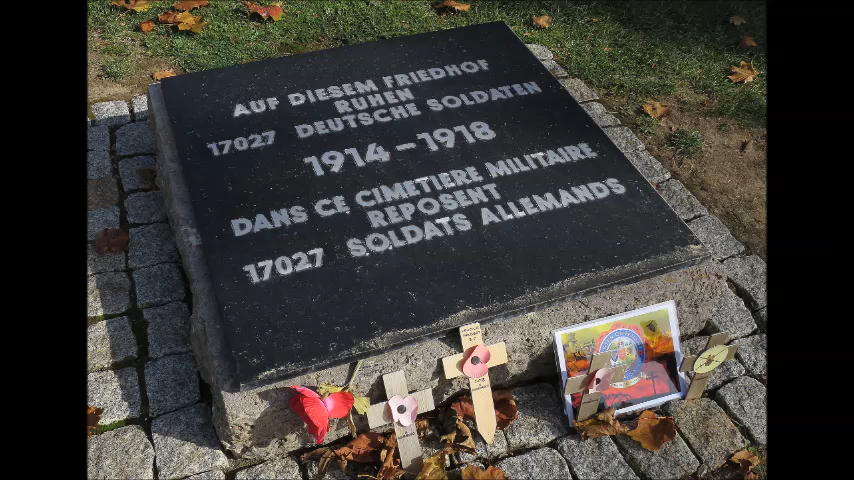 AUF DIESEM FRIEDHOF
RUHEN
17027 DEUTSCHE SOLDATEN
1914 – 1918
DANS CE CIMETIERE MILITAIRE
REPOSENT
17027 SOLDATS ALLEMANDS